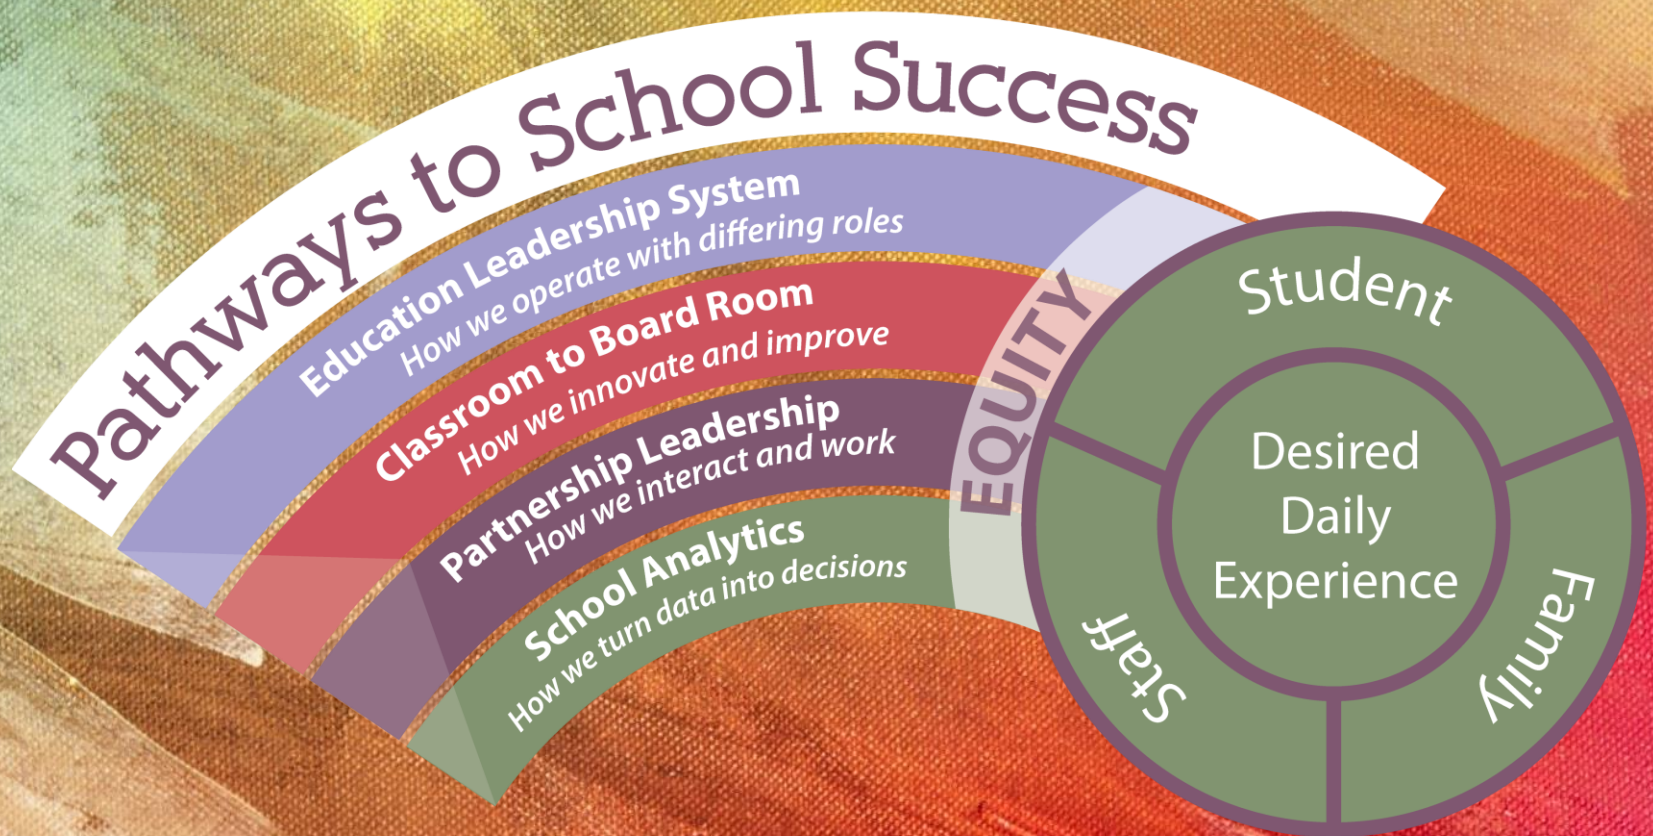 Pathways to School Success
Education Leadership System
How we operate with differing roles
Classroom to Board Room
How we innovate and improve
Partnership Leadership
How we interact and work
School Analytics
How we turn data into decisions
EQUITY
Student
Desired
Daily
Experience
Staff
Family